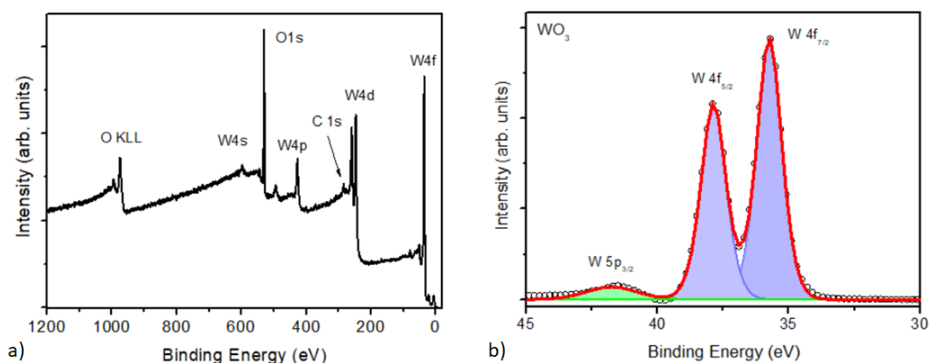 O1s
W4f
W4d
C 1s
O KLL
W4s
W4p
Intensity (arb. units)
1200
1000
800
600
400
200
0
Binding Energy (eV)
a)
WO₃
W 4f₇/₂
W 4f₅/₂
W 5p₃/₂
Intensity (arb. units)
45
40
35
30
Binding Energy (eV)
b)